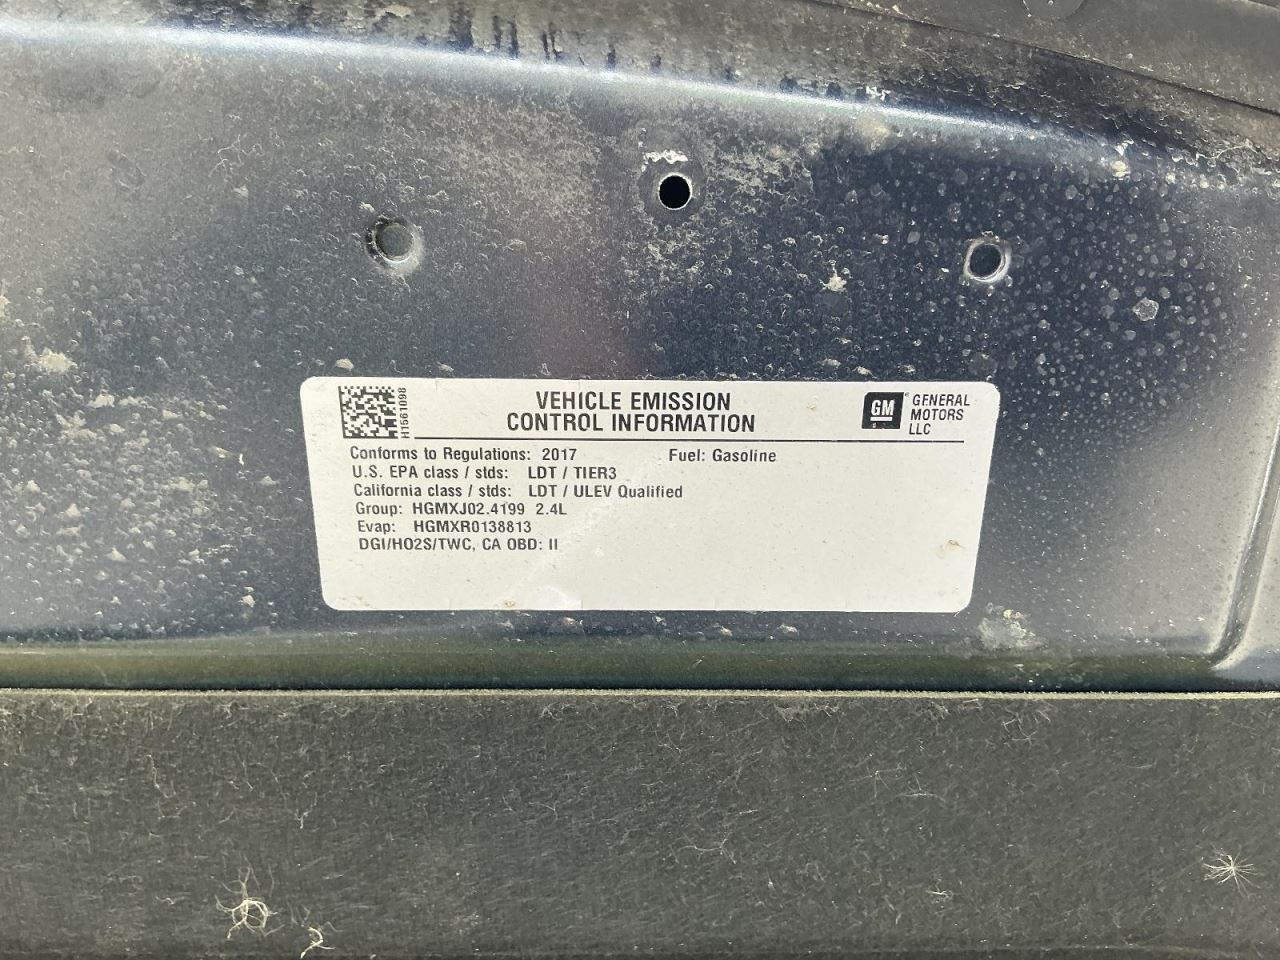 VEHICLE EMISSION
CONTROL INFORMATION
H1561098
GM
GENERAL
MOTORS
LLC
Conforms to Regulations: 2017 Fuel: Gasoline
U.S. EPA class / stds: LDT / TIER3
California class / stds: LDT / ULEV Qualified
Group: HGMXJ02.4199 2.4L
Evap: HGMXR0138813
DGI/HO2S/TWC, CA OBD: II